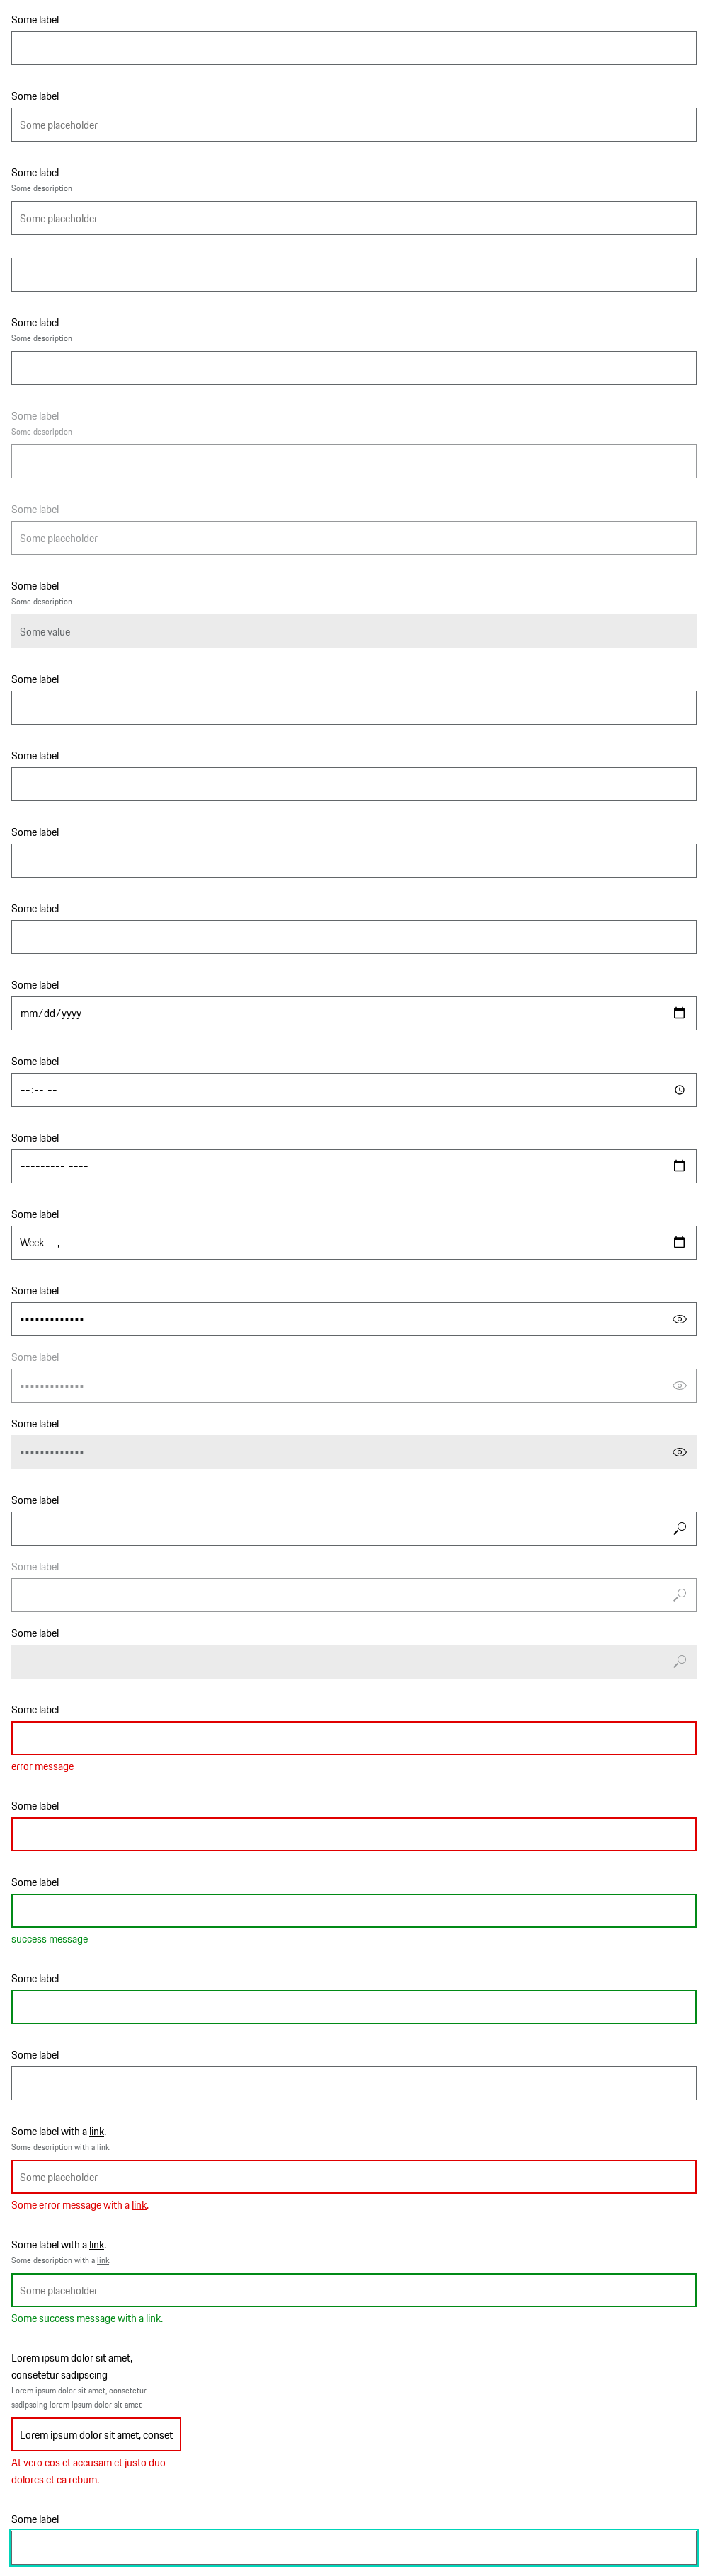 Some label
Some label
Some placeholder
Some label
Some description
Some placeholder
Some label
Some description
Some label
Some description
Some label
Some placeholder
Some label
Some description
Some value
Some label
Some label
Some label
Some label
Some label
mm/dd/yyyy
Some label
--:-- --
Some label
--------- ----
Some label
Week --, ----
Some label
•••••••••••••
Some label
•••••••••••••
Some label
•••••••••••••
Some label
Some label
Some label
Some label
error message
Some label
Some label
success message
Some label
Some label
Some label with a link.
Some description with a link.
Some placeholder
Some error message with a link.
Some label with a link.
Some description with a link.
Some placeholder
Some success message with a link.
Lorem ipsum dolor sit amet,
consetetur sadipscing
Lorem ipsum dolor sit amet, consetetur
sadipscing lorem ipsum dolor sit amet
Lorem ipsum dolor sit amet, conset
At vero eos et accusam et justo duo
dolores et ea rebum.
Some label